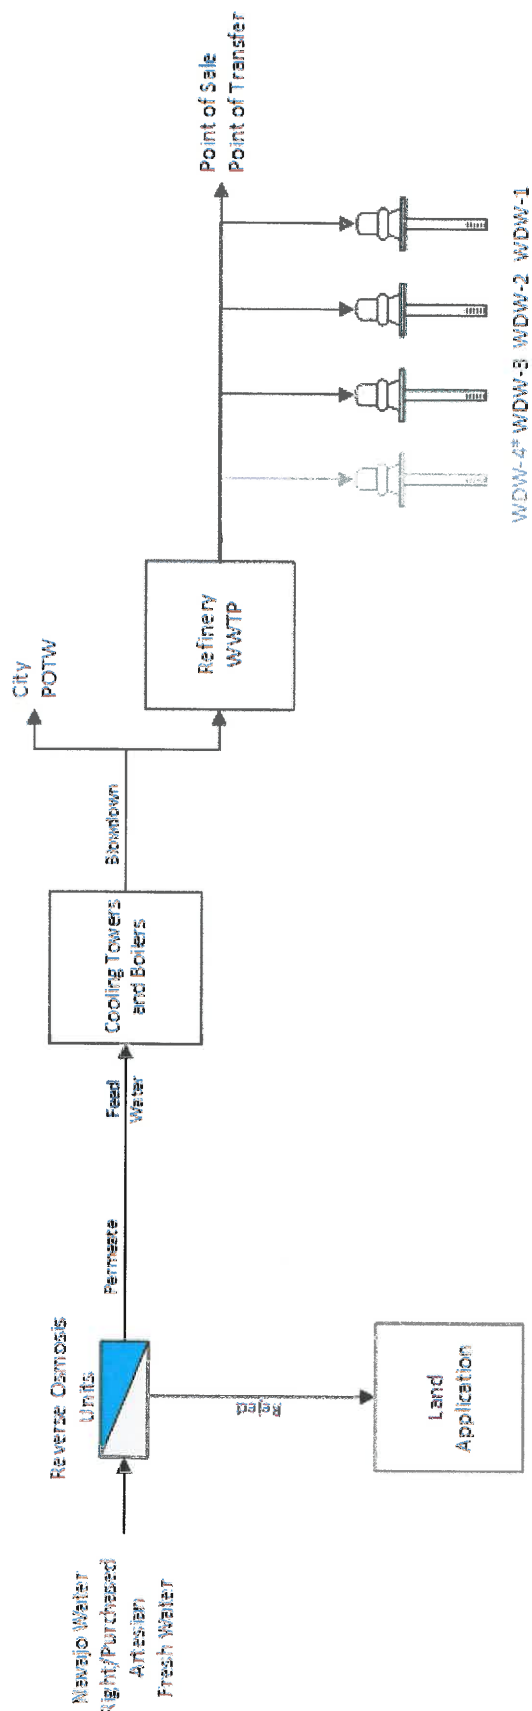 Navajo Water
Right/Purchased
Artesian
Fresh Water
Reverse Osmosis
Units
Reject
Land
Application
Permeate
Feed
Water
Cooling Towers
and Boilers
Blowdown
City
POTW
Refinery
WWTP
WDW-4* WDW-3 WDW-2 WDW-1
Point of Sale
Point of Transfer